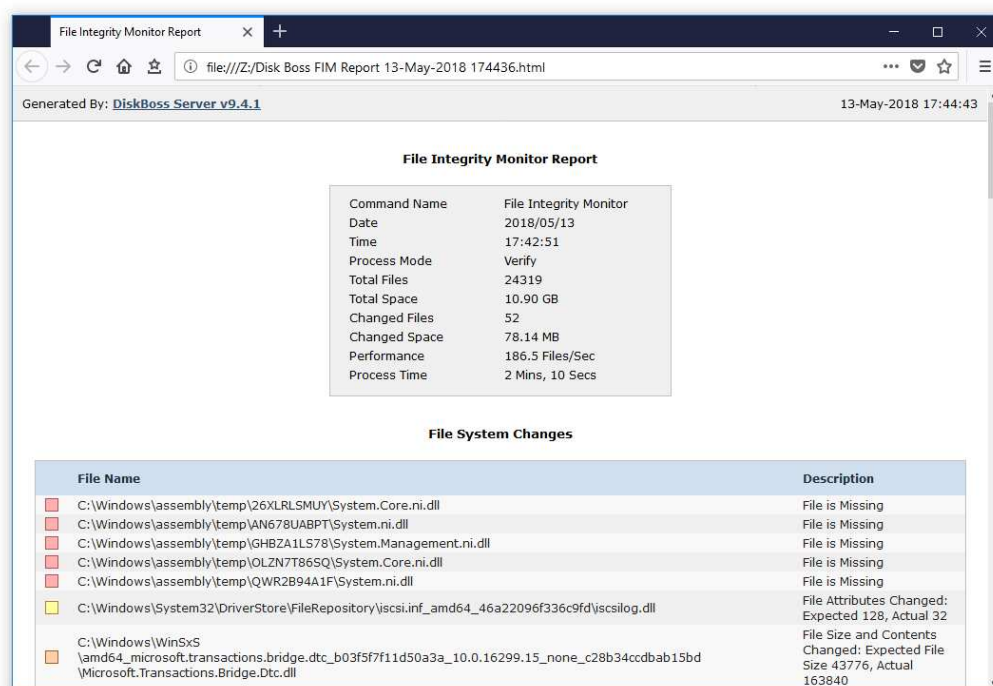 File Integrity Monitor Report
file:///Z:/Disk Boss FIM Report 13-May-2018 174436.html
Generated By: DiskBoss Server v9.4.1 13-May-2018 17:44:43
File Integrity Monitor Report
Command Name File Integrity Monitor
Date 2018/05/13
Time 17:42:51
Process Mode Verify
Total Files 24319
Total Space 10.90 GB
Changed Files 52
Changed Space 78.14 MB
Performance 186.5 Files/Sec
Process Time 2 Mins, 10 Secs
File System Changes
File Name Description
C:\Windows\assembly\temp\26XLRLSMUY\System.Core.ni.dll File is Missing
C:\Windows\assembly\temp\AN678UABPT\System.ni.dll File is Missing
C:\Windows\assembly\temp\GHBZA1LS78\System.Management.ni.dll File is Missing
C:\Windows\assembly\temp\OLZN7T86SQ\System.Core.ni.dll File is Missing
C:\Windows\assembly\temp\QWR2B94A1F\System.ni.dll File is Missing
C:\Windows\System32\DriverStore\FileRepository\iscsi.inf_amd64_46a22096f336c9fd\iscsilog.dll
File Attributes Changed:
Expected 128, Actual 32
C:\Windows\WinSxS
\amd64_microsoft.transactions.bridge.dtc_b03f5f7f11d50a3a_10.0.16299.15_none_c28b34ccdbab15bd
\Microsoft.Transactions.Bridge.Dtc.dll
File Size and Contents
Changed: Expected File
Size 43776, Actual
163840